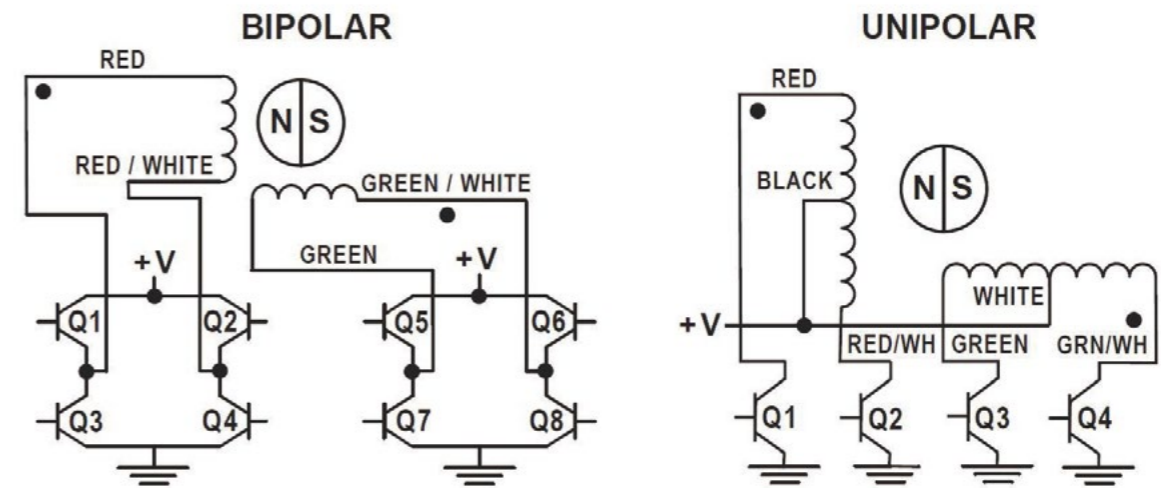 BIPOLAR
RED
N S
RED / WHITE
GREEN / WHITE
GREEN
+V
+V
Q1
Q2
Q5
Q6
Q3
Q4
Q7
Q8
UNIPOLAR
RED
BLACK
N S
WHITE
+V
RED/WH
GREEN
GRN/WH
Q1
Q2
Q3
Q4